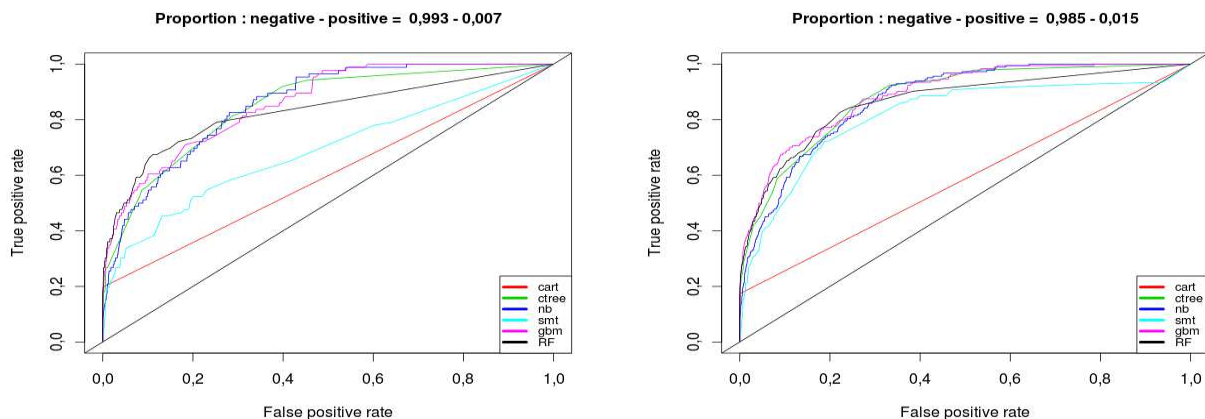 Proportion : negative - positive = 0,993 - 0,007
True positive rate
1,0
0,8
0,6
0,4
0,2
0,0
cart
ctree
nb
smt
gbm
RF
0,0 0,2 0,4 0,6 0,8 1,0
False positive rate
Proportion : negative - positive = 0,985 - 0,015
True positive rate
1,0
0,8
0,6
0,4
0,2
0,0
cart
ctree
nb
smt
gbm
RF
0,0 0,2 0,4 0,6 0,8 1,0
False positive rate